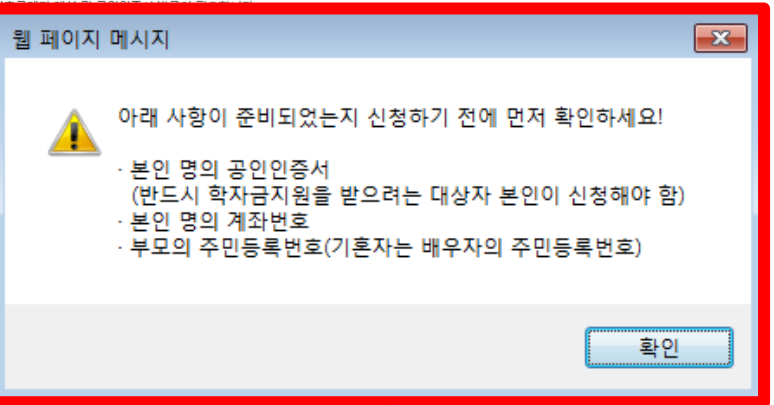 웹 페이지 메시지
아래 사항이 준비되었는지 신청하기 전에 먼저 확인하세요!
· 본인 명의 공인인증서
(반드시 학자금지원을 받으려는 대상자 본인이 신청해야 함)
· 본인 명의 계좌번호
· 부모의 주민등록번호(기혼자는 배우자의 주민등록번호)
확인